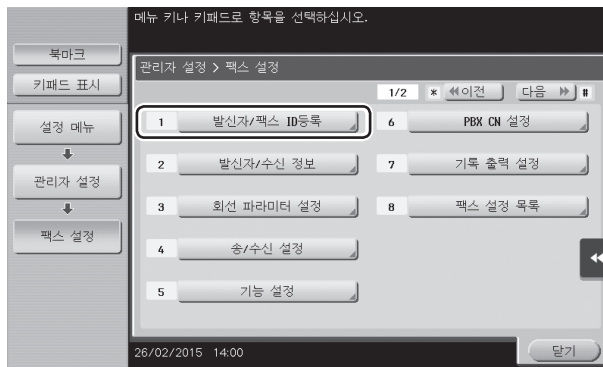 메뉴 키나 키패드로 항목을 선택하십시오.
북마크
키패드 표시
설정 메뉴
관리자 설정
팩스 설정
관리자 설정 > 팩스 설정
1/2 * 이전 다음 #
1 발신자/팩스 ID등록
2 발신자/수신 정보
3 회선 파라미터 설정
4 송/수신 설정
5 기능 설정
6 PBX CN 설정
7 기록 출력 설정
8 팩스 설정 목록
26/02/2015 14:00
닫기